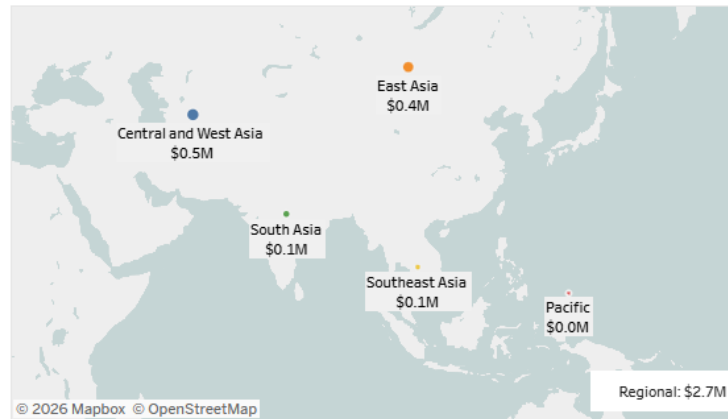 East Asia
$0.4M
Central and West Asia
$0.5M
South Asia
$0.1M
Southeast Asia
$0.1M
Pacific
$0.0M
Regional: $2.7M
© 2026 Mapbox © OpenStreetMap